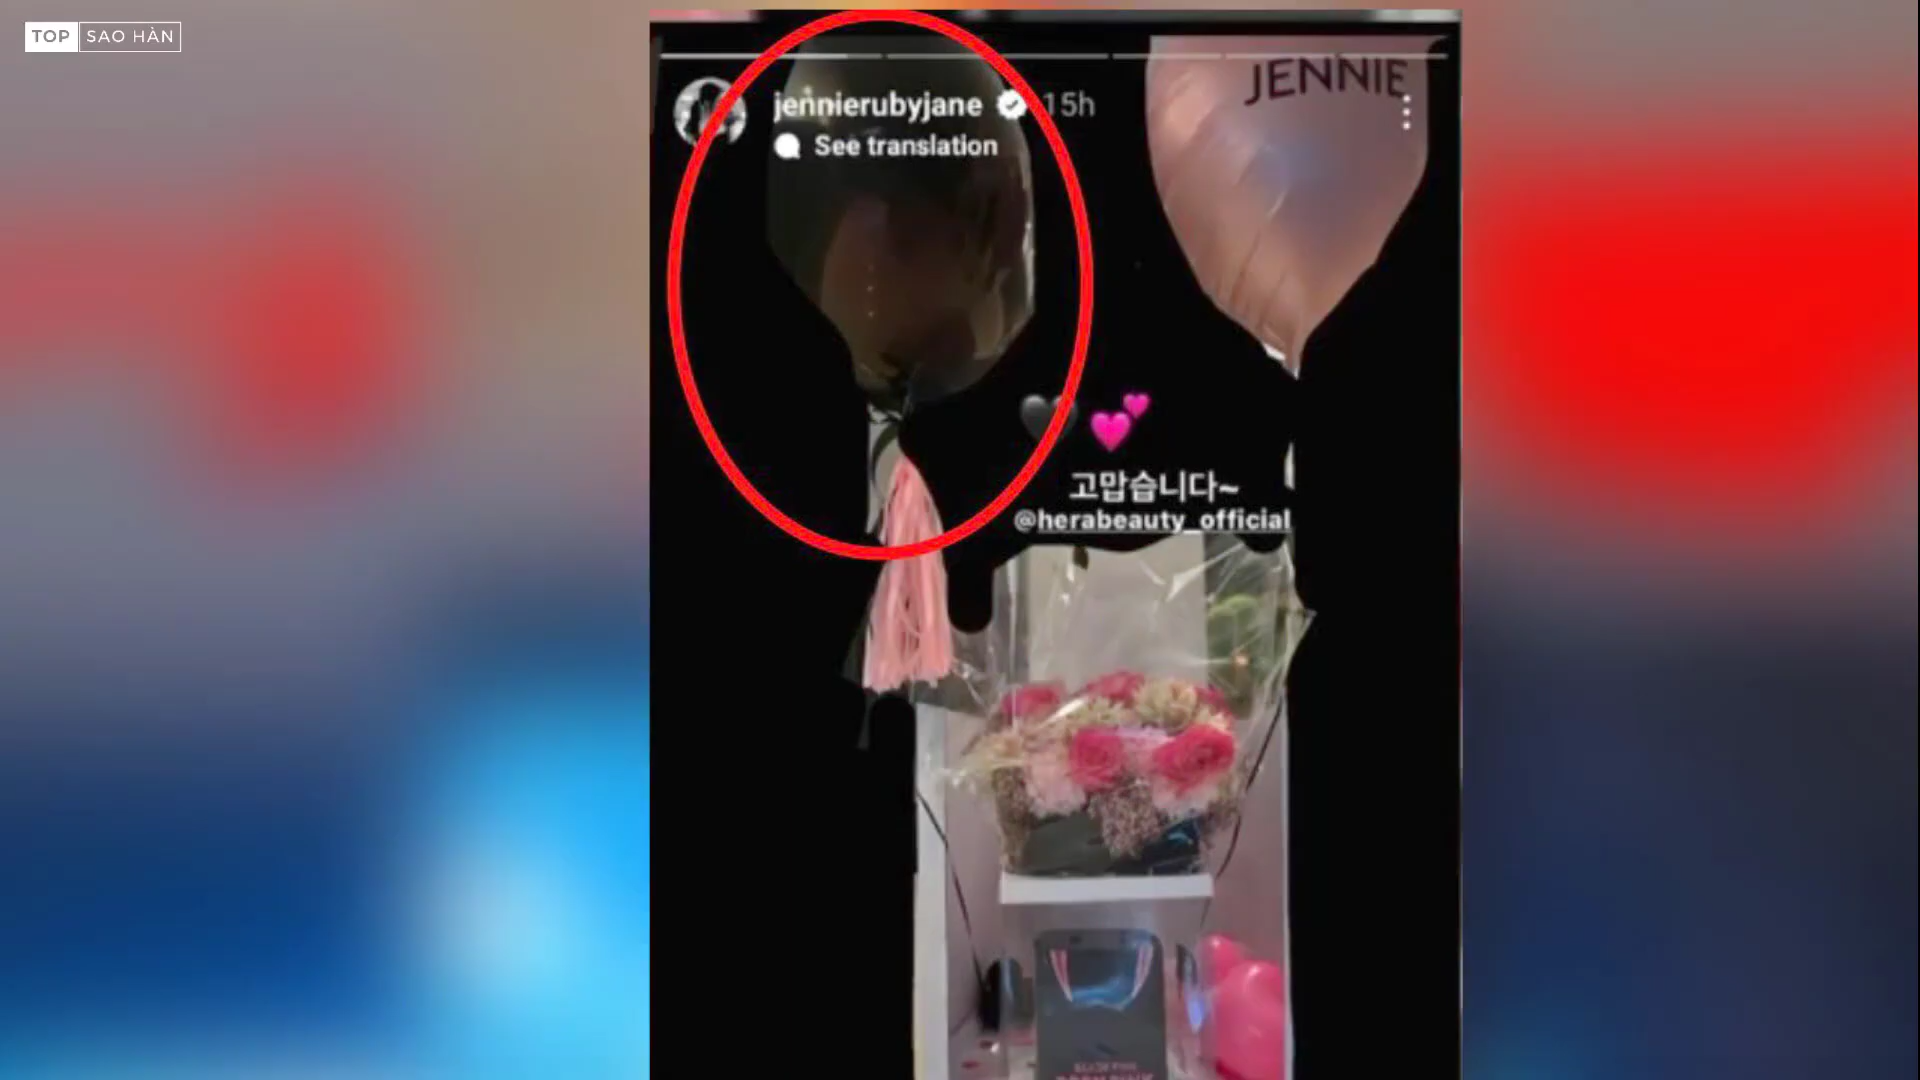 TOP SAO HÀN
JENNIE
jennierubyjane 15h
See translation
고맙습니다~
@herabeauty_official